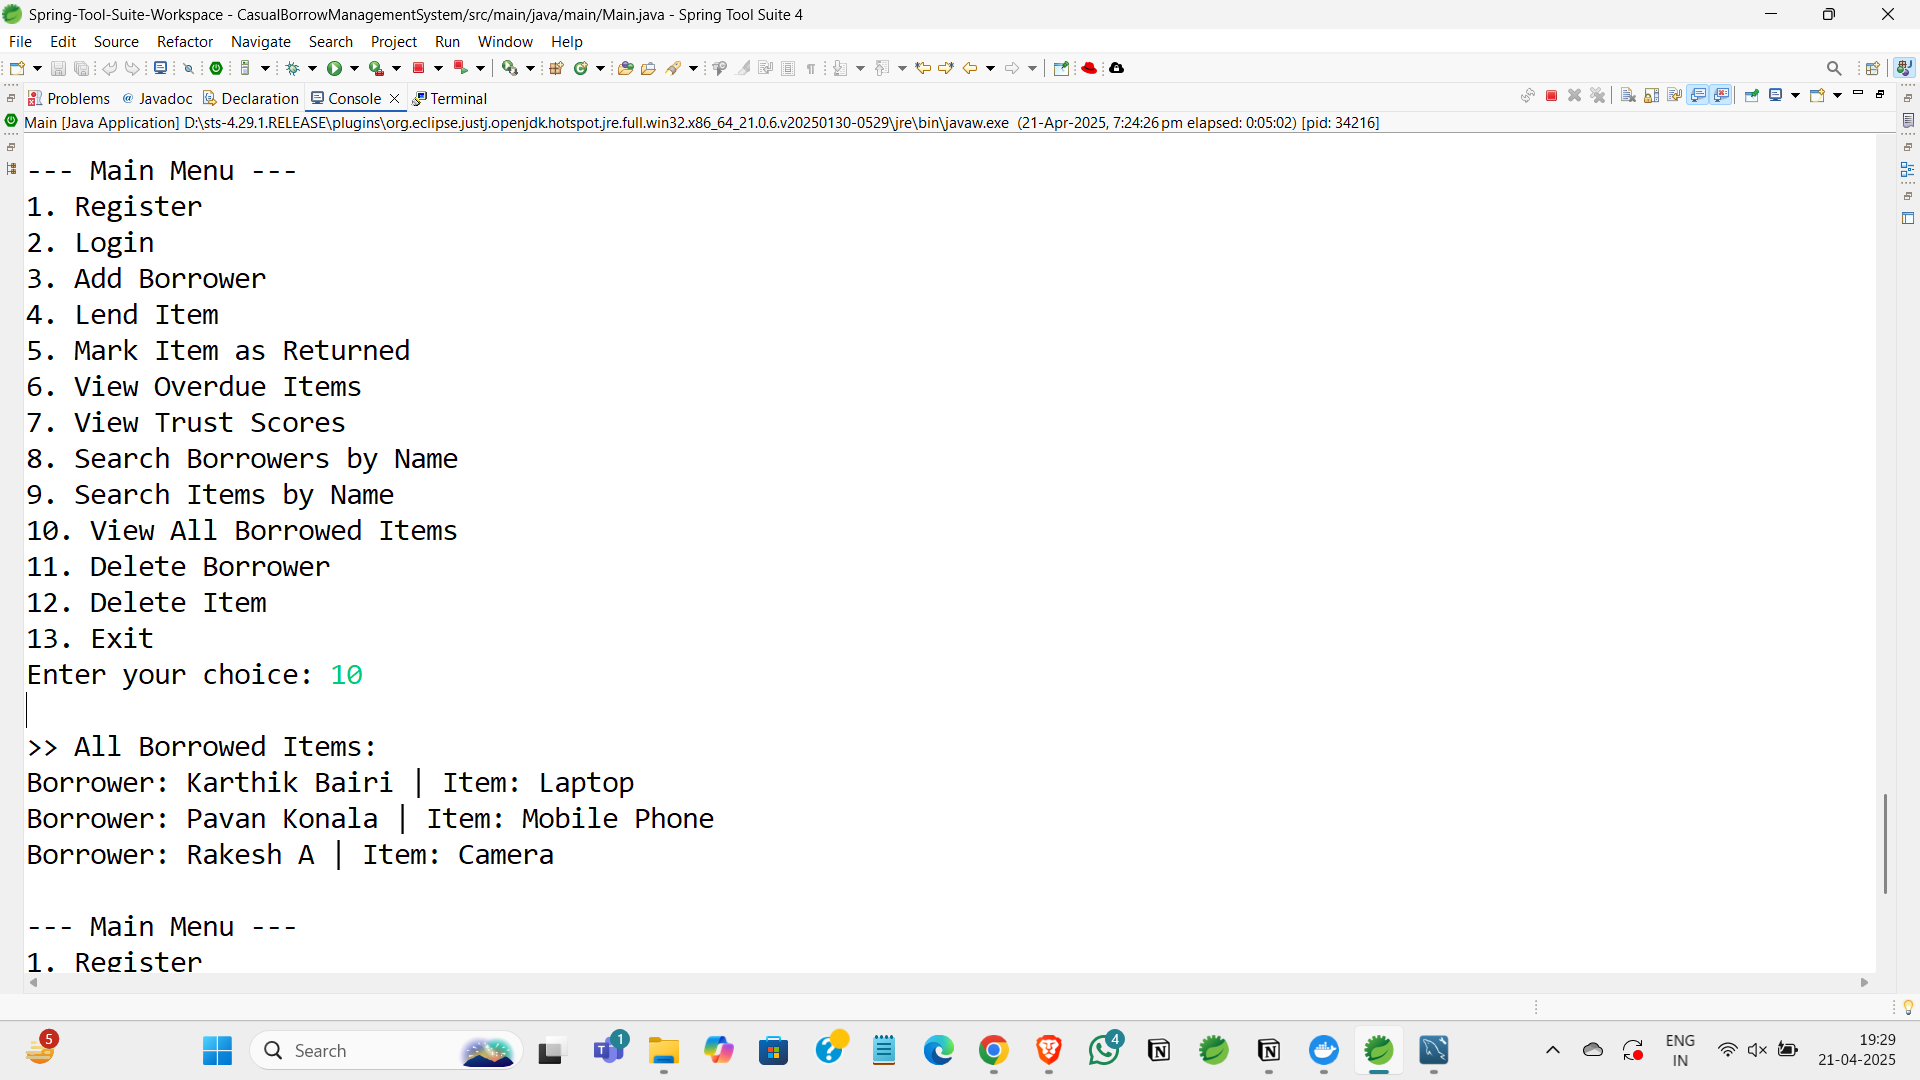 Spring-Tool-Suite-Workspace - CasualBorrowManagementSystem/src/main/java/main/Main.java - Spring Tool Suite 4
File Edit Source Refactor Navigate Search Project Run Window Help
Problems @ Javadoc Declaration Console Terminal
Main [Java Application] D:\sts-4.29.1.RELEASE\plugins\org.eclipse.justj.openjdk.hotspot.jre.full.win32.x86_64_21.0.6.v20250130-0529\jre\bin\javaw.exe (21-Apr-2025, 7:24:26 pm elapsed: 0:05:02) [pid: 34216]
--- Main Menu ---
1. Register
2. Login
3. Add Borrower
4. Lend Item
5. Mark Item as Returned
6. View Overdue Items
7. View Trust Scores
8. Search Borrowers by Name
9. Search Items by Name
10. View All Borrowed Items
11. Delete Borrower
12. Delete Item
13. Exit
Enter your choice: 10
>> All Borrowed Items:
Borrower: Karthik Bairi | Item: Laptop
Borrower: Pavan Konala | Item: Mobile Phone
Borrower: Rakesh A | Item: Camera
--- Main Menu ---
1. Register
5
Search
1
4
ENG
IN
19:29
21-04-2025